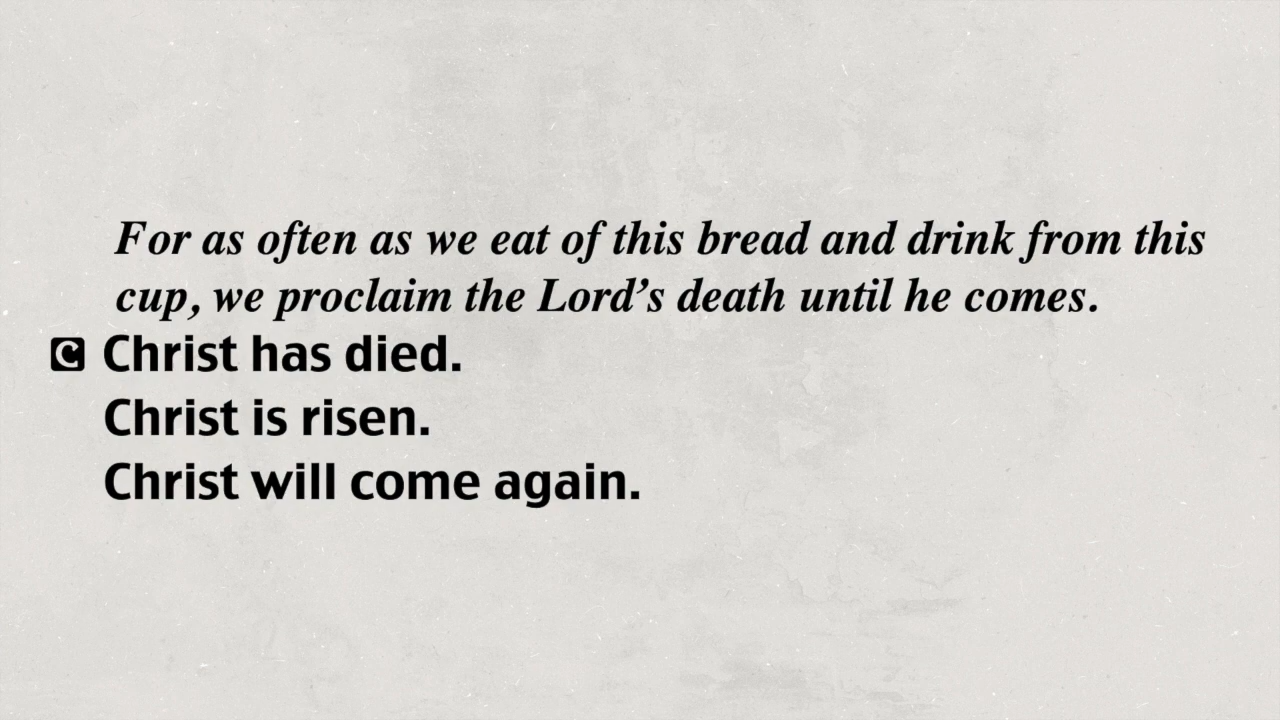 For as often as we eat of this bread and drink from this
cup, we proclaim the Lord’s death until he comes.
C Christ has died.
Christ is risen.
Christ will come again.